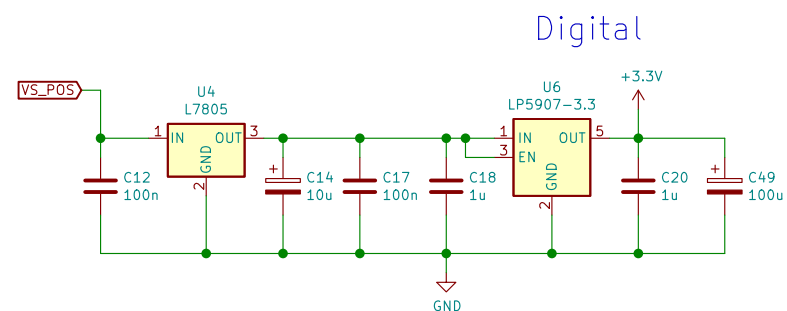 Digital
+3.3V
VS_POS
U4
L7805
U6
LP5907-3.3
1 IN OUT 3
GND
2
1 IN OUT 5
3 EN
GND
2
C12
100n
C14
10u
C17
100n
C18
1u
C20
1u
C49
100u
+
+
GND